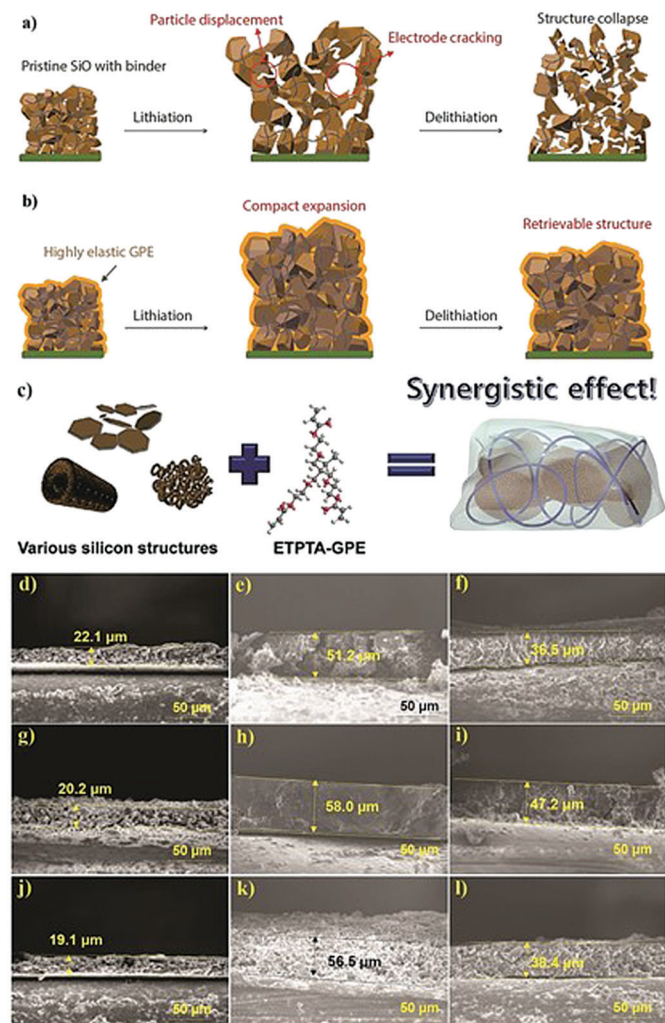 a)
Particle displacement
Structure collapse
Electrode cracking
Pristine SiO with binder
Lithiation
Delithiation
b)
Compact expansion
Retrievable structure
Highly elastic GPE
Lithiation
Delithiation
c)
Synergistic effect!
Various silicon structures
ETPTA-GPE
d)
22.1 µm
50 µm
e)
51.2 µm
50 µm
f)
36.5 µm
50 µm
g)
20.2 µm
50 µm
h)
58.0 µm
50 µm
i)
47.2 µm
50 µm
j)
19.1 µm
50 µm
k)
56.5 µm
50 µm
l)
38.4 µm
50 µm